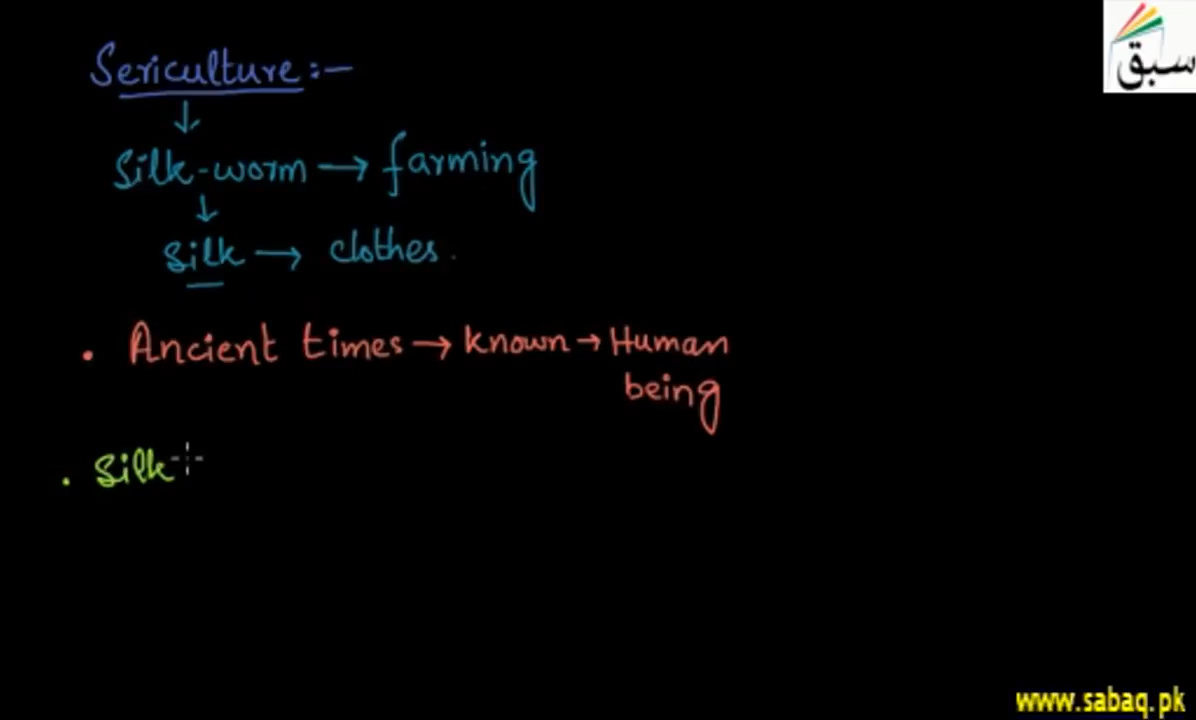 سبق
Sericulture :-
↓
Silk-worm → farming
↓
Silk → clothes.
• Ancient times → known → Human
being
. Silk
www.sabaq.pk